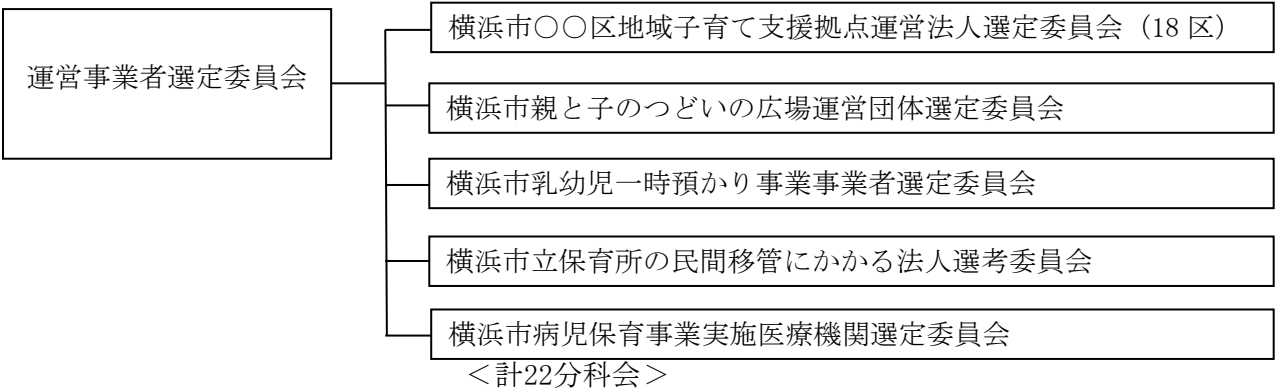 横浜市〇〇区地域子育て支援拠点運営法人選定委員会（18 区）
運営事業者選定委員会
横浜市親と子のつどいの広場運営団体選定委員会
横浜市乳幼児一時預かり事業事業者選定委員会
横浜市立保育所の民間移管にかかる法人選考委員会
横浜市病児保育事業実施医療機関選定委員会
＜計22分科会＞